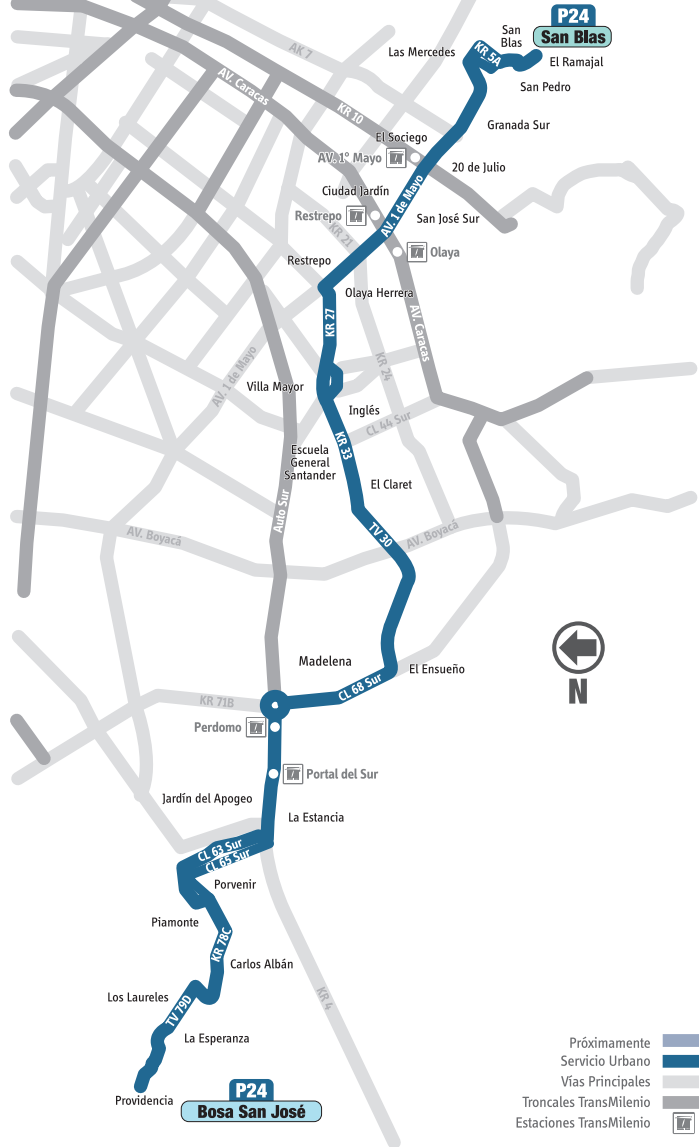 P24
San Blas
San
Blas
El Ramajal
Las Mercedes
KR 5A
San Pedro
AK 7
AV. Caracas
KR 10
Granada Sur
El Sociego
AV. 1º Mayo
20 de Julio
Ciudad Jardín
AV. 1 de Mayo
Restrepo
San José Sur
KR 21
Olaya
Restrepo
Olaya Herrera
KR 27
AV. Caracas
AV. 1 de Mayo
KR 24
Villa Mayor
Inglés
CL 44 Sur
KR 33
Escuela
General
Santander
El Claret
Auto Sur
TV 30
AV. Boyacá
AV. Boyacá
Madelena
El Ensueño
CL 68 Sur
N
KR 71B
Perdomo
Portal del Sur
Jardín del Apogeo
La Estancia
CL 63 Sur
CL 65 Sur
Porvenir
Piamonte
KR 78C
Carlos Albán
Los Laureles
TV 79D
KR 4
La Esperanza
Providencia
P24
Bosa San José
Próximamente
Servicio Urbano
Vías Principales
Troncales TransMilenio
Estaciones TransMilenio